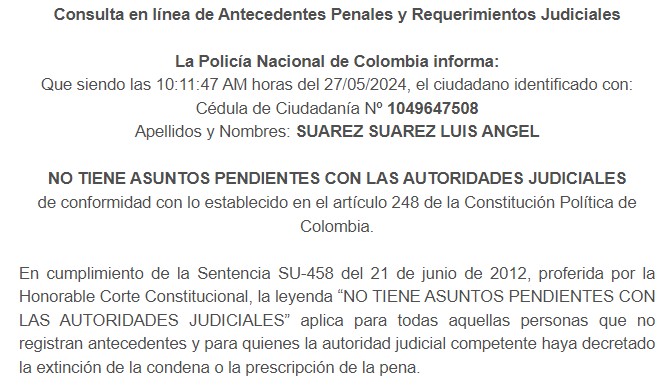 Consulta en línea de Antecedentes Penales y Requerimientos Judiciales
La Policía Nacional de Colombia informa:
Que siendo las 10:11:47 AM horas del 27/05/2024, el ciudadano identificado con:
Cédula de Ciudadanía Nº 1049647508
Apellidos y Nombres: SUAREZ SUAREZ LUIS ANGEL
NO TIENE ASUNTOS PENDIENTES CON LAS AUTORIDADES JUDICIALES
de conformidad con lo establecido en el artículo 248 de la Constitución Política de
Colombia.
En cumplimiento de la Sentencia SU-458 del 21 de junio de 2012, proferida por la
Honorable Corte Constitucional, la leyenda “NO TIENE ASUNTOS PENDIENTES CON
LAS AUTORIDADES JUDICIALES” aplica para todas aquellas personas que no
registran antecedentes y para quienes la autoridad judicial competente haya decretado
la extinción de la condena o la prescripción de la pena.